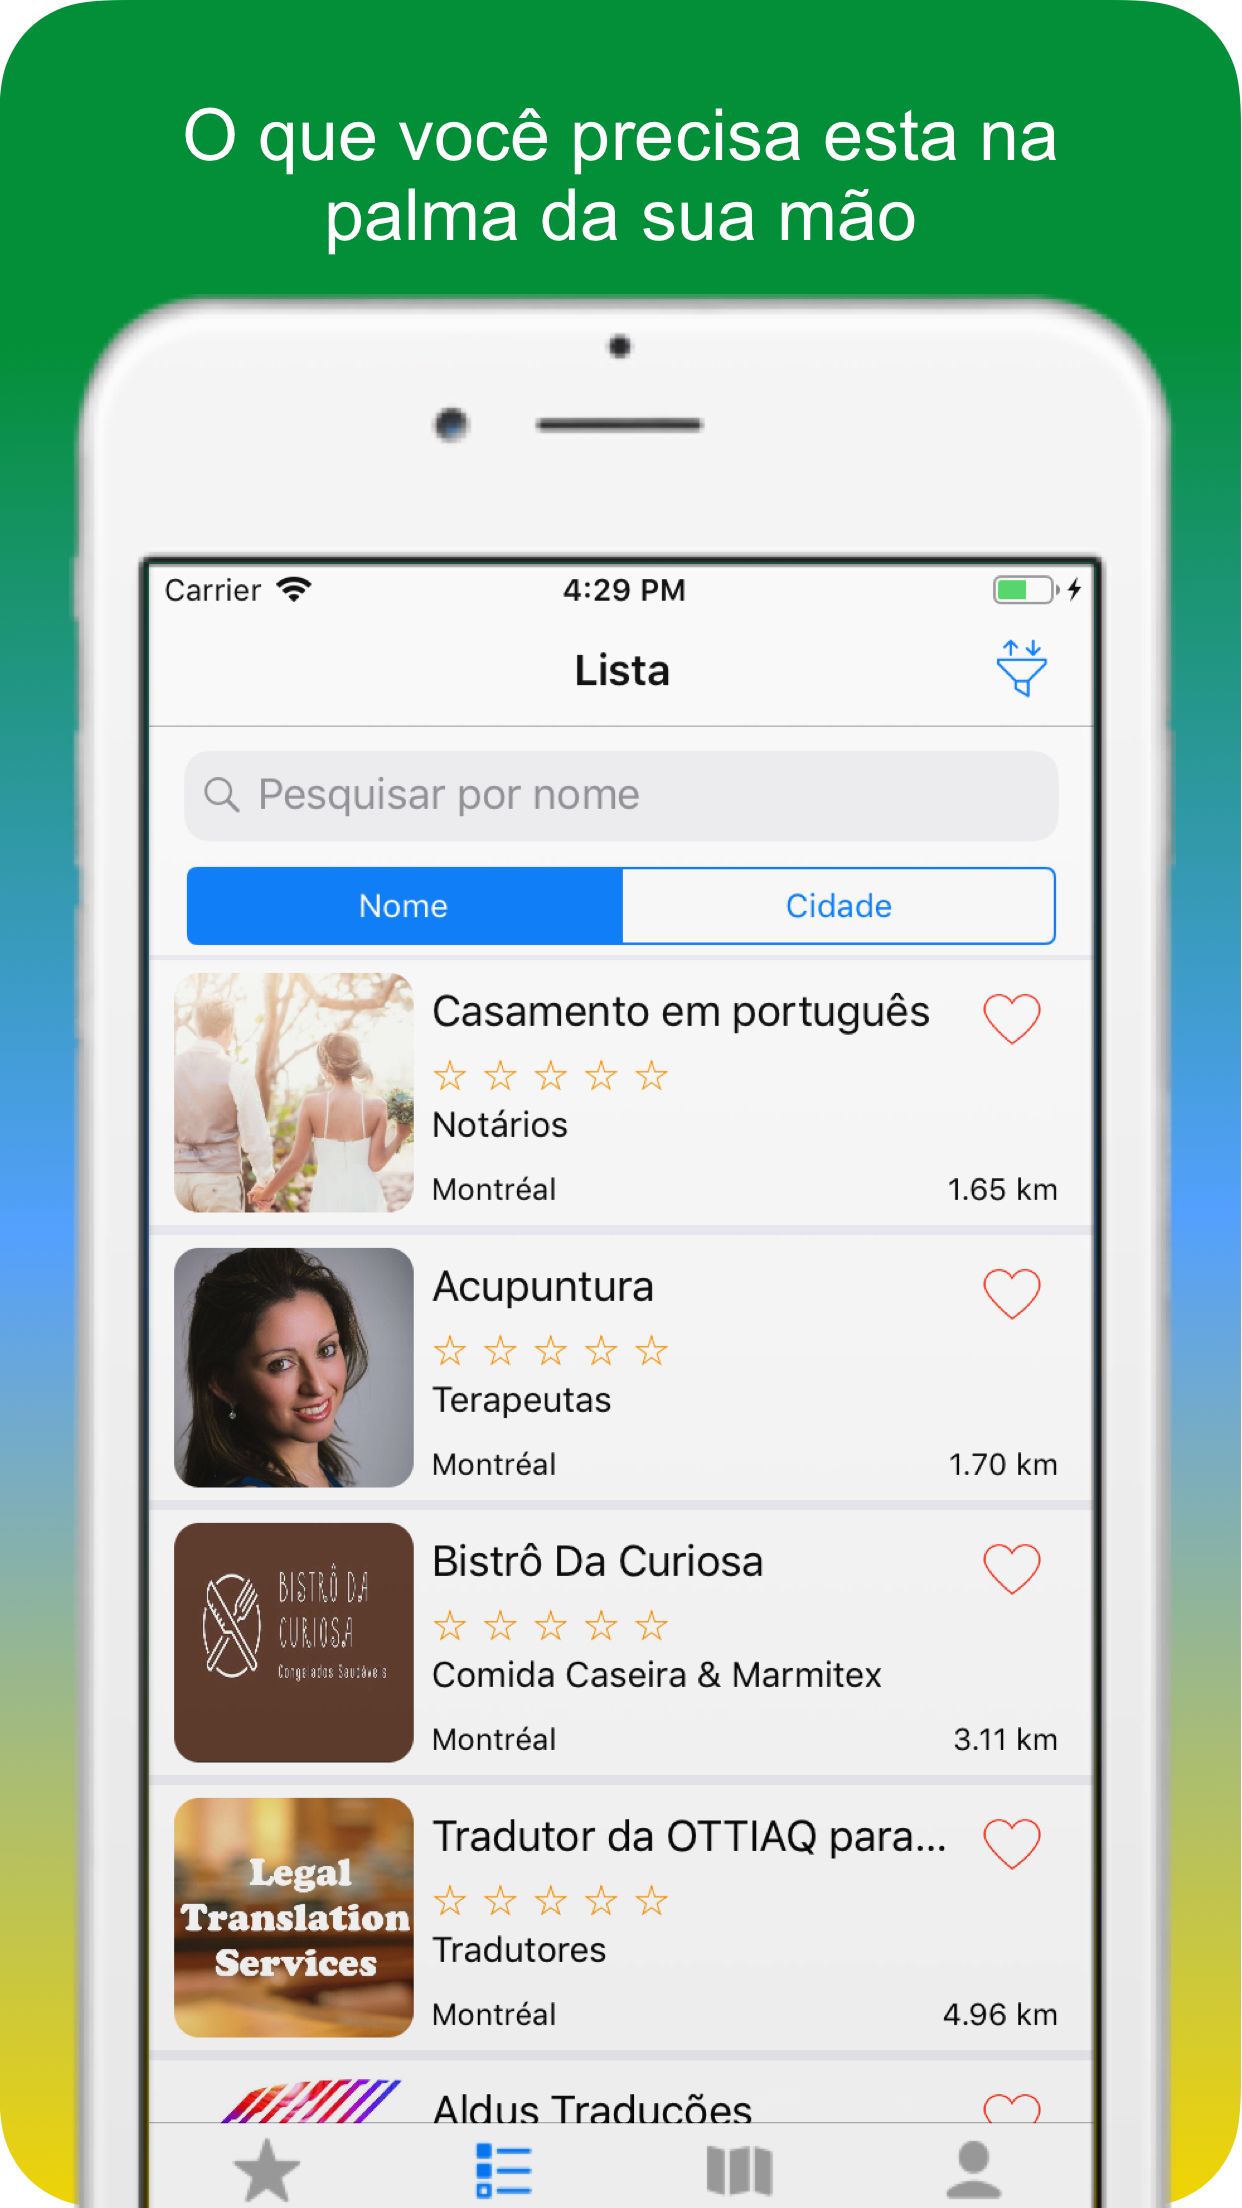 O que você precisa esta na
palma da sua mão
Carrier 4:29 PM
Lista
Pesquisar por nome
Nome Cidade
Casamento em português
Notários
Montréal 1.65 km
Acupuntura
Terapeutas
Montréal 1.70 km
BISTRÔ DA
CURIOSA
Congelados Saudáveis
Bistrô Da Curiosa
Comida Caseira & Marmitex
Montréal 3.11 km
Legal
Translation
Services
Tradutor da OTTIAQ para...
Tradutores
Montréal 4.96 km
Aldus Traduções